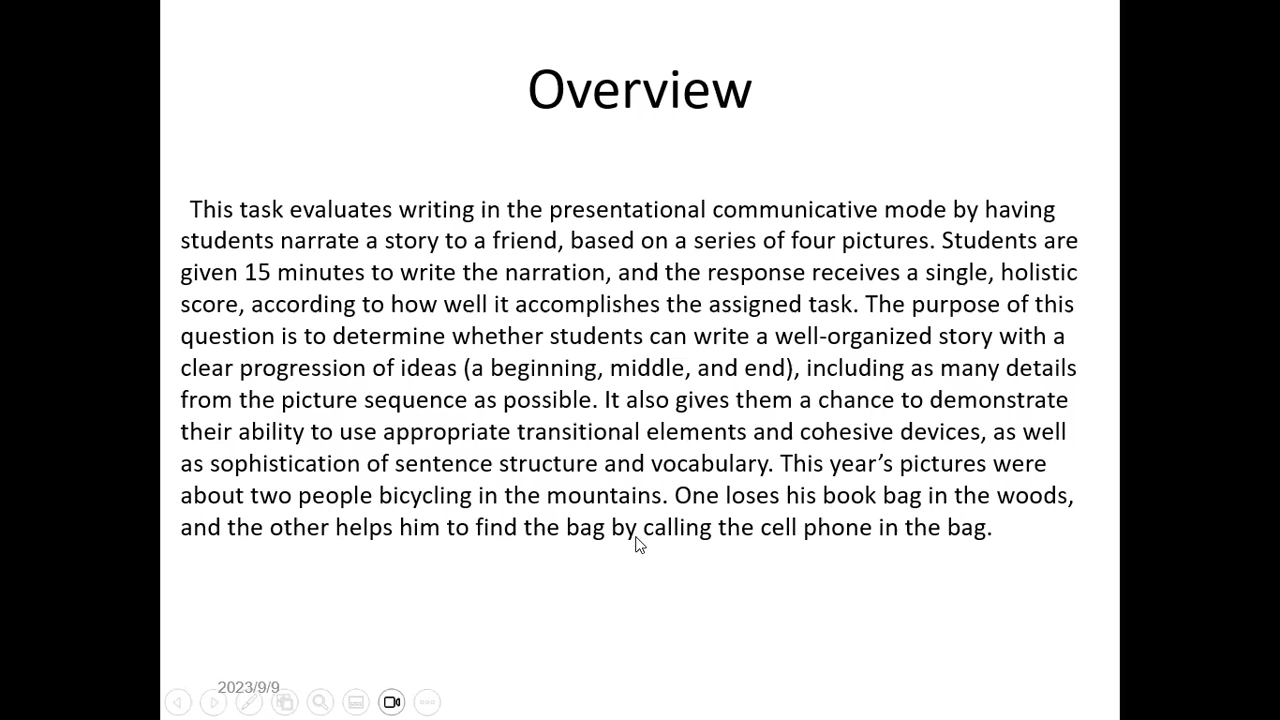 Overview
This task evaluates writing in the presentational communicative mode by having
students narrate a story to a friend, based on a series of four pictures. Students are
given 15 minutes to write the narration, and the response receives a single, holistic
score, according to how well it accomplishes the assigned task. The purpose of this
question is to determine whether students can write a well-organized story with a
clear progression of ideas (a beginning, middle, and end), including as many details
from the picture sequence as possible. It also gives them a chance to demonstrate
their ability to use appropriate transitional elements and cohesive devices, as well
as sophistication of sentence structure and vocabulary. This year’s pictures were
about two people bicycling in the mountains. One loses his book bag in the woods,
and the other helps him to find the bag by calling the cell phone in the bag.
2023/9/9